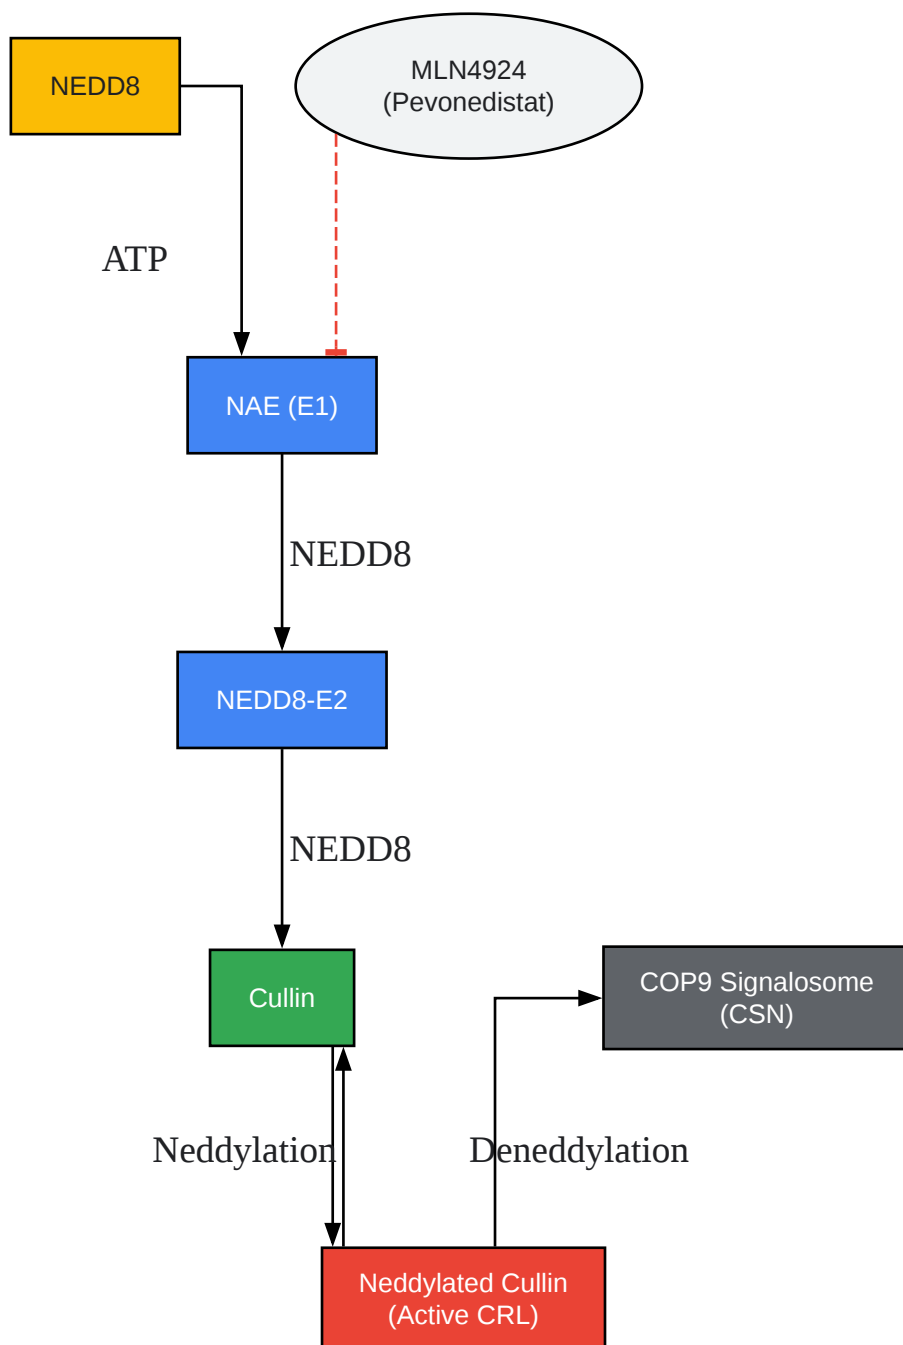 NEDD8
MLN4924
(Pevonedistat)
ATP
NAE (E1)
NEDD8
NEDD8-E2
NEDD8
Cullin
COP9 Signalosome
(CSN)
Neddylation
Deneddylation
Neddylated Cullin
(Active CRL)